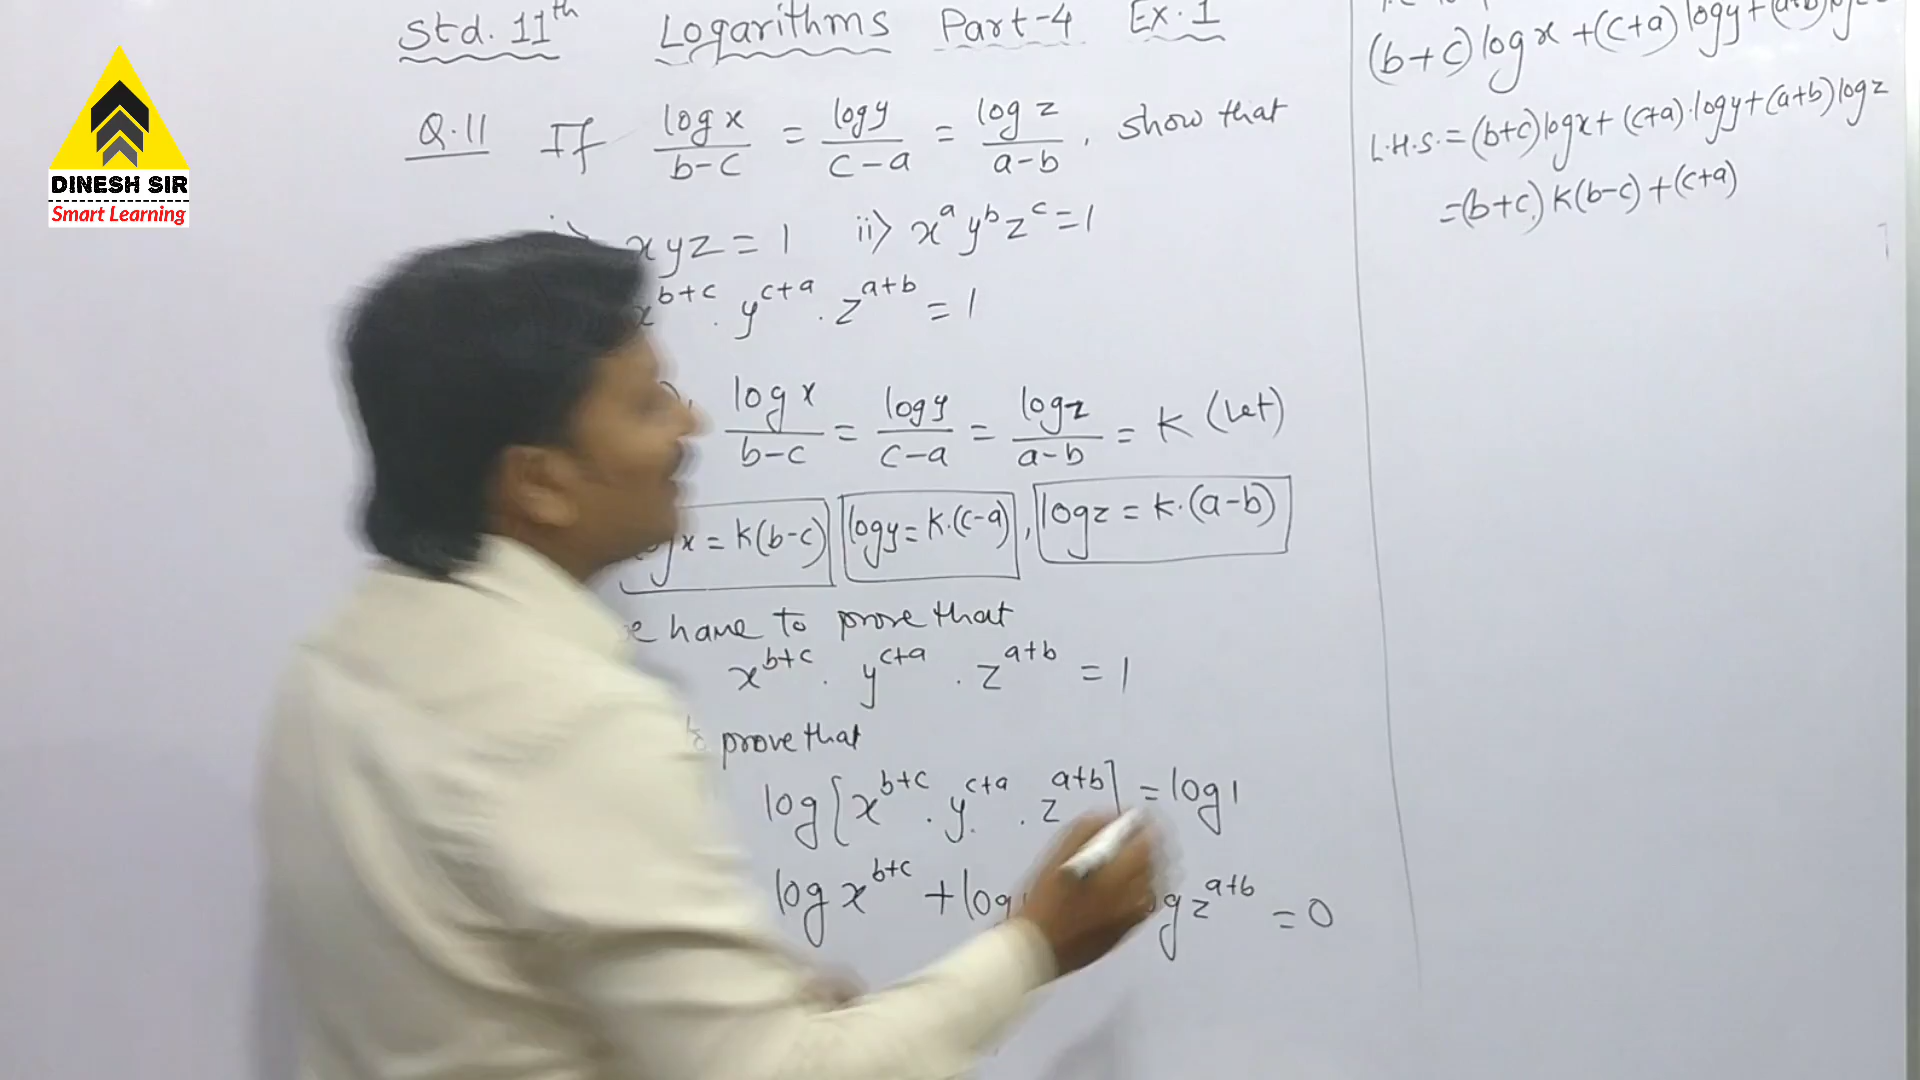 DINESH SIR
Smart Learning
Std. 11th Logarithms Part-4 Ex.1
Q.11 If log x / b-c = log y / c-a = log z / a-b , show that
xyz = 1 ii> x^a y^b z^c = 1
x^b+c . y^c+a . z^a+b = 1
log x / b-c = log y / c-a = log z / a-b = K (Let)
x = K(b-c) log y = K.(c-a) , log z = K.(a-b)
have to prove that
x^b+c . y^c+a . z^a+b = 1
prove that
log [x^b+c . y^c+a . z^a+b] = log 1
log x^b+c + log z^a+b = 0
(b+c) log x + (c+a) log y +
L.H.S. = (b+c) log x + (c+a) . log y + (a+b) log z
= (b+c) K(b-c) + (c+a)